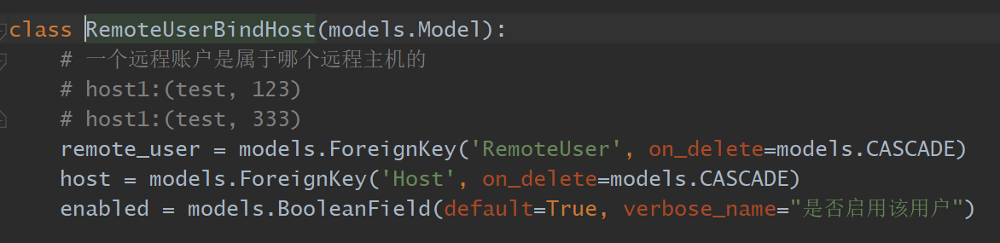 class RemoteUserBindHost(models.Model):
# 一个远程账户是属于哪个远程主机的
# host1:(test, 123)
# host1:(test, 333)
remote_user = models.ForeignKey('RemoteUser', on_delete=models.CASCADE)
host = models.ForeignKey('Host', on_delete=models.CASCADE)
enabled = models.BooleanField(default=True, verbose_name="是否启用该用户")